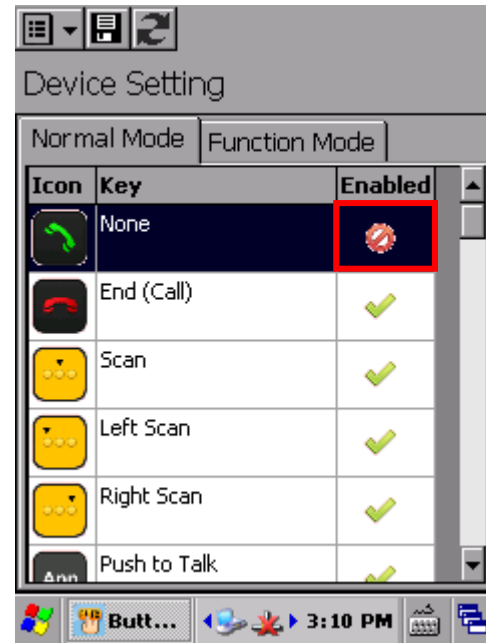 Device Setting
Normal Mode Function Mode
Icon Key Enabled
None
End (Call)
Scan
Left Scan
Right Scan
Push to Talk
App
Butt... 3:10 PM